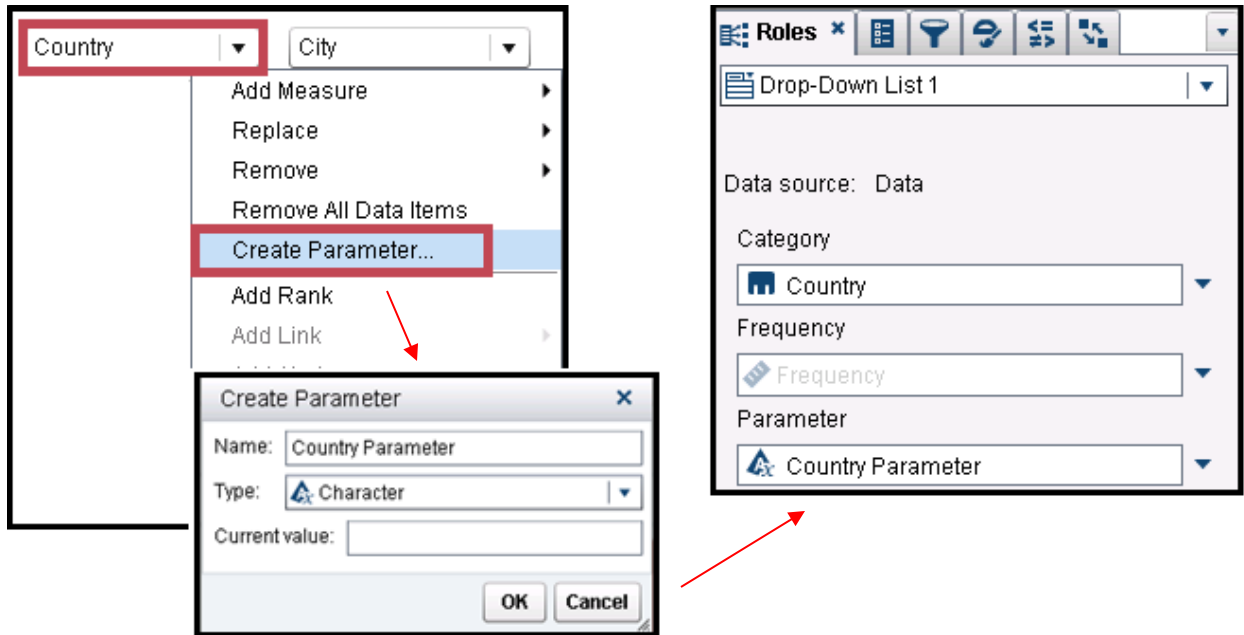 Country
City
Add Measure
Replace
Remove
Remove All Data Items
Create Parameter...
Add Rank
Add Link
Create Parameter
Name: Country Parameter
Type: Character
Current value:
OK Cancel
Roles
Drop-Down List 1
Data source: Data
Category
Country
Frequency
Frequency
Parameter
Country Parameter